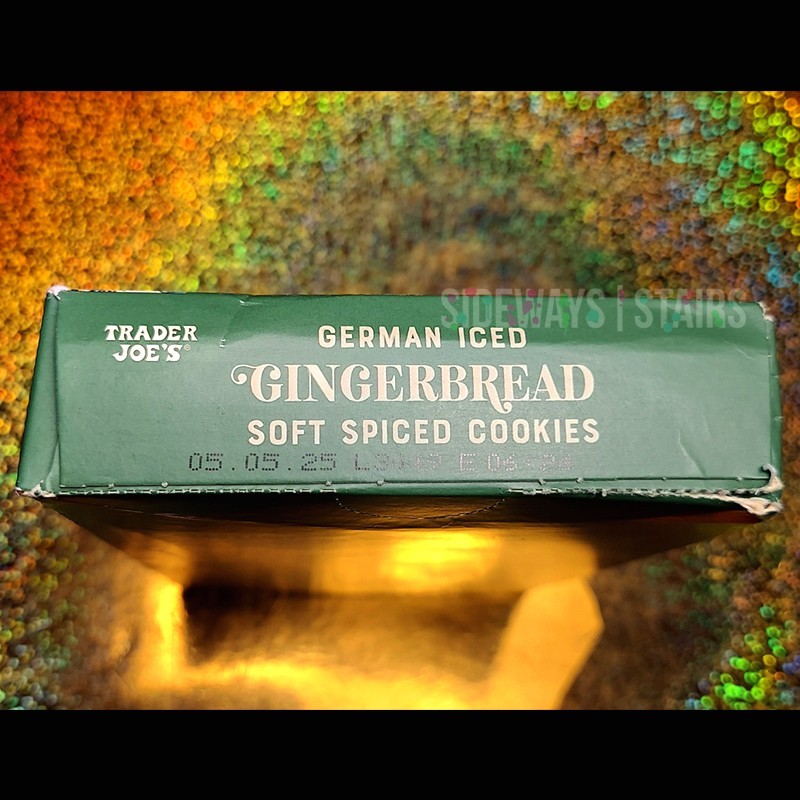 SIDEWAYS | STAIRS
TRADER
JOE'S
GERMAN ICED
GINGERBREAD
SOFT SPICED COOKIES
05.05.25 E